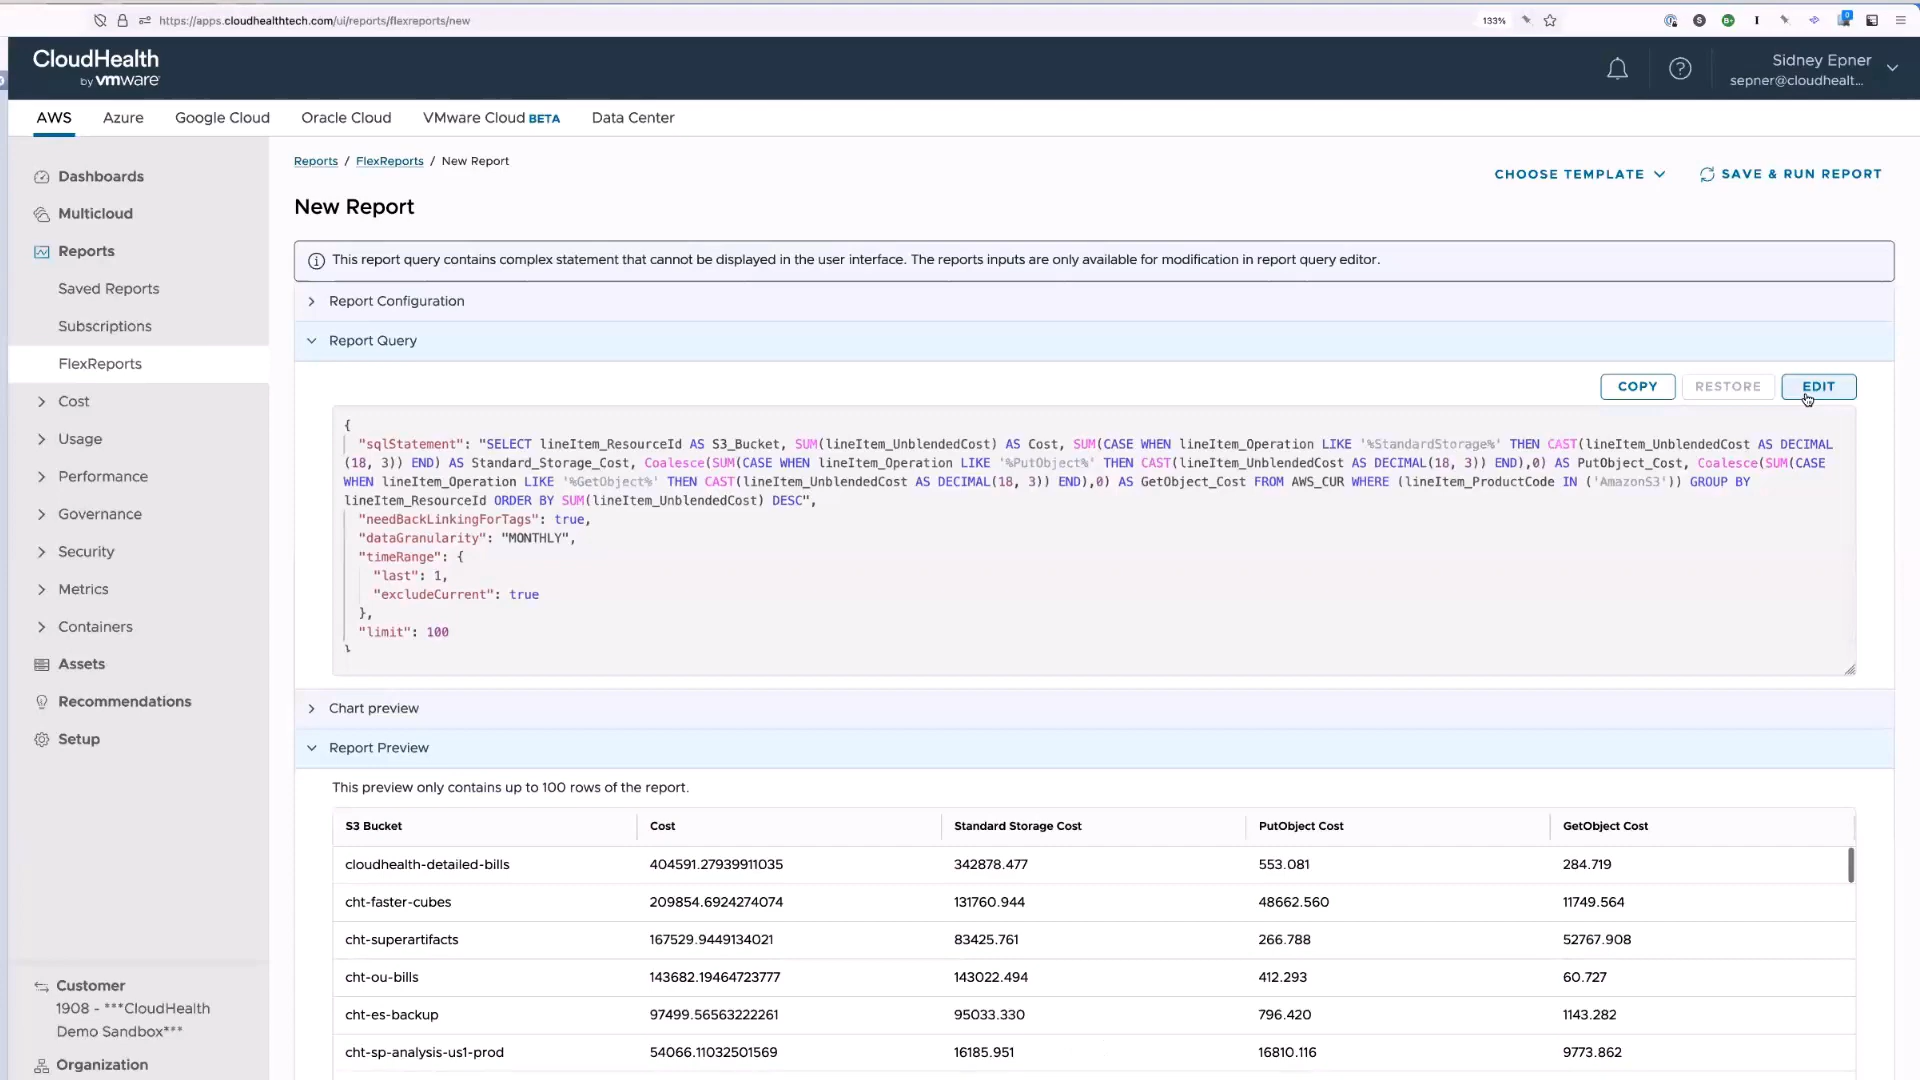 https://apps.cloudhealthtech.com/ui/reports/flexreports/new
133%
CloudHealth
by vmware
Sidney Epner
sepner@cloudhealt...
AWS Azure Google Cloud Oracle Cloud VMware Cloud BETA Data Center
Dashboards
Multicloud
Reports
Saved Reports
Subscriptions
FlexReports
Cost
Usage
Performance
Governance
Security
Metrics
Containers
Assets
Recommendations
Setup
Customer
1908 - ***CloudHealth
Demo Sandbox***
Organization
Reports / FlexReports / New Report
CHOOSE TEMPLATE
SAVE & RUN REPORT
New Report
This report query contains complex statement that cannot be displayed in the user interface. The reports inputs are only available for modification in report query editor.
Report Configuration
Report Query
COPY RESTORE EDIT
{
"sqlStatement": "SELECT lineItem_ResourceId AS S3_Bucket, SUM(lineItem_UnblendedCost) AS Cost, SUM(CASE WHEN lineItem_Operation LIKE '%StandardStorage%' THEN CAST(lineItem_UnblendedCost AS DECIMAL
(18, 3)) END) AS Standard_Storage_Cost, Coalesce(SUM(CASE WHEN lineItem_Operation LIKE '%PutObject%' THEN CAST(lineItem_UnblendedCost AS DECIMAL(18, 3)) END),0) AS PutObject_Cost, Coalesce(SUM(CASE
WHEN lineItem_Operation LIKE '%GetObject%' THEN CAST(lineItem_UnblendedCost AS DECIMAL(18, 3)) END),0) AS GetObject_Cost FROM AWS_CUR WHERE (lineItem_ProductCode IN ('AmazonS3')) GROUP BY
lineItem_ResourceId ORDER BY SUM(lineItem_UnblendedCost) DESC",
"needBackLinkingForTags": true,
"dataGranularity": "MONTHLY",
"timeRange": {
"last": 1,
"excludeCurrent": true
},
"limit": 100
}
Chart preview
Report Preview
This preview only contains up to 100 rows of the report.
S3 Bucket Cost Standard Storage Cost PutObject Cost GetObject Cost
cloudhealth-detailed-bills 404591.27939911035 342878.477 553.081 284.719
cht-faster-cubes 209854.6924274074 131760.944 48662.560 11749.564
cht-superartifacts 167529.9449134021 83425.761 266.788 52767.908
cht-ou-bills 143682.19464723777 143022.494 412.293 60.727
cht-es-backup 97499.56563222261 95033.330 796.420 1143.282
cht-sp-analysis-us1-prod 54066.11032501569 16185.951 16810.116 9773.862